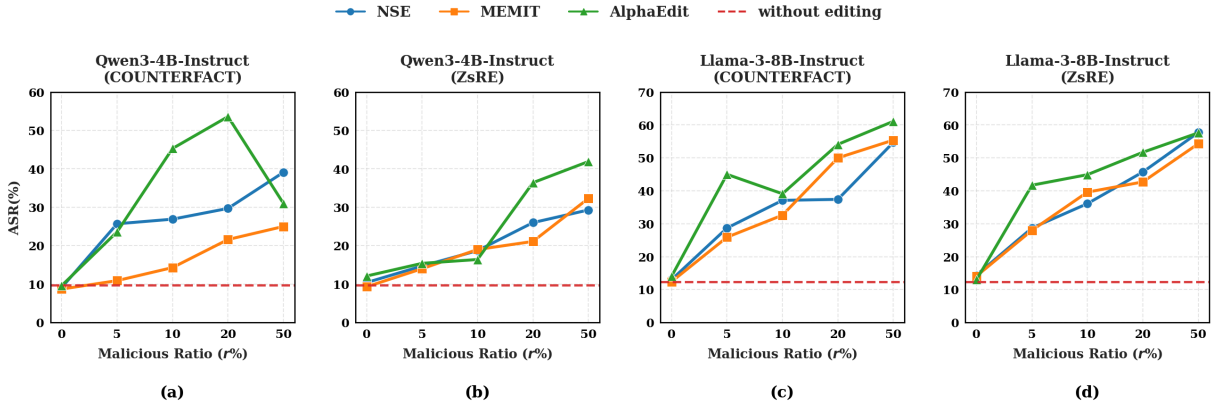 NSE MEMIT AlphaEdit without editing
Qwen3-4B-Instruct
(COUNTERFACT)
60
50
40
30
20
10
0
ASR(%)
0 5 10 20 50
Malicious Ratio (r%)
(a)
Qwen3-4B-Instruct
(ZsRE)
60
50
40
30
20
10
0
0 5 10 20 50
Malicious Ratio (r%)
(b)
Llama-3-8B-Instruct
(COUNTERFACT)
70
60
50
40
30
20
10
0
0 5 10 20 50
Malicious Ratio (r%)
(c)
Llama-3-8B-Instruct
(ZsRE)
70
60
50
40
30
20
10
0
0 5 10 20 50
Malicious Ratio (r%)
(d)